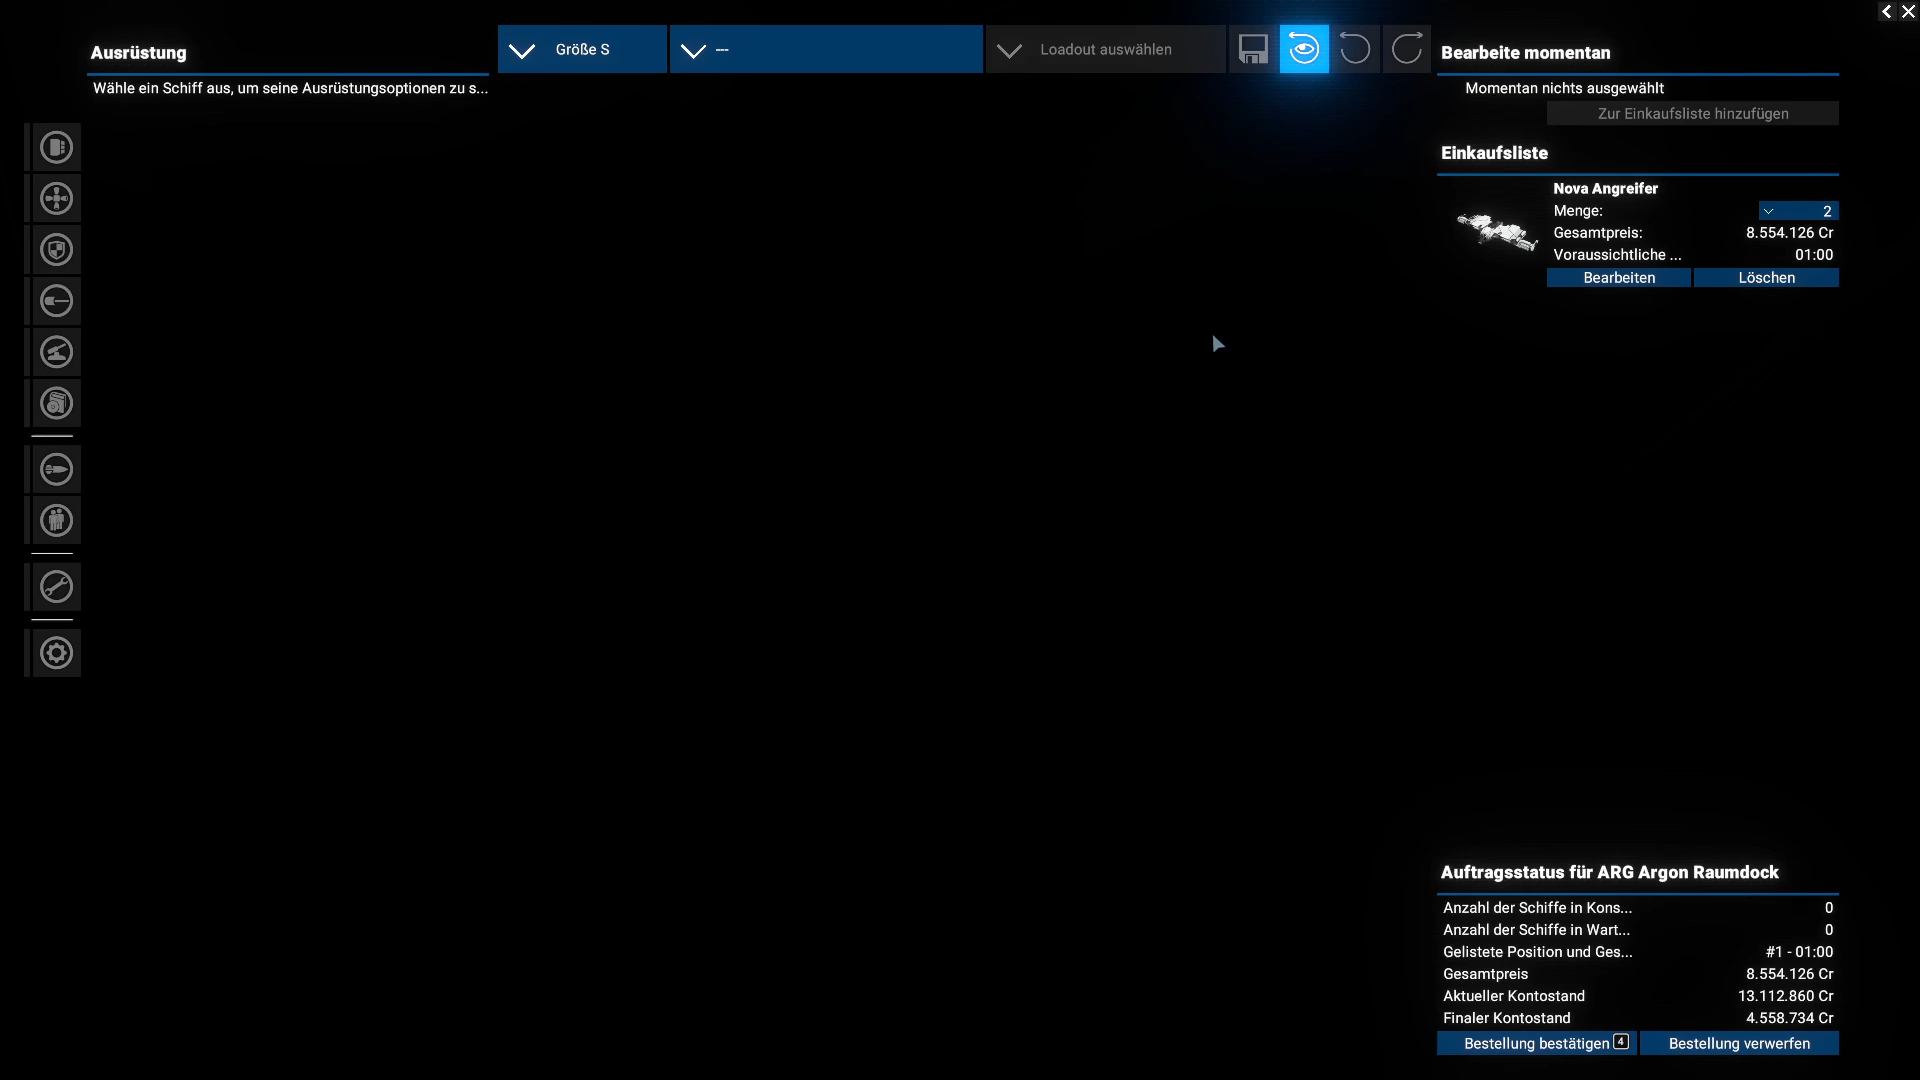 Ausrüstung
Wähle ein Schiff aus, um seine Ausrüstungsoptionen zu s...
Größe S
---
Loadout auswählen
Bearbeite momentan
Momentan nichts ausgewählt
Zur Einkaufsliste hinzufügen
Einkaufsliste
Nova Angreifer
Menge: 2
Gesamtpreis: 8.554.126 Cr
Voraussichtliche ... 01:00
Bearbeiten Löschen
Auftragsstatus für ARG Argon Raumdock
Anzahl der Schiffe in Kons... 0
Anzahl der Schiffe in Wart... 0
Gelistete Position und Ges... #1 - 01:00
Gesamtpreis 8.554.126 Cr
Aktueller Kontostand 13.112.860 Cr
Finaler Kontostand 4.558.734 Cr
Bestellung bestätigen 4 Bestellung verwerfen